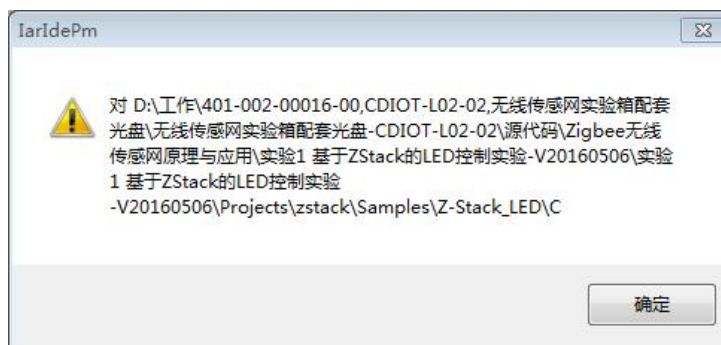 IarIdePm
对 D:\工作\401-002-00016-00,CDIOT-L02-02,无线传感网实验箱配套
光盘\无线传感网实验箱配套光盘-CDIOT-L02-02\源代码\Zigbee无线
传感网原理与应用\实验1 基于ZStack的LED控制实验-V20160506\实验
1 基于ZStack的LED控制实验
-V20160506\Projects\zstack\Samples\Z-Stack_LED\C
确定